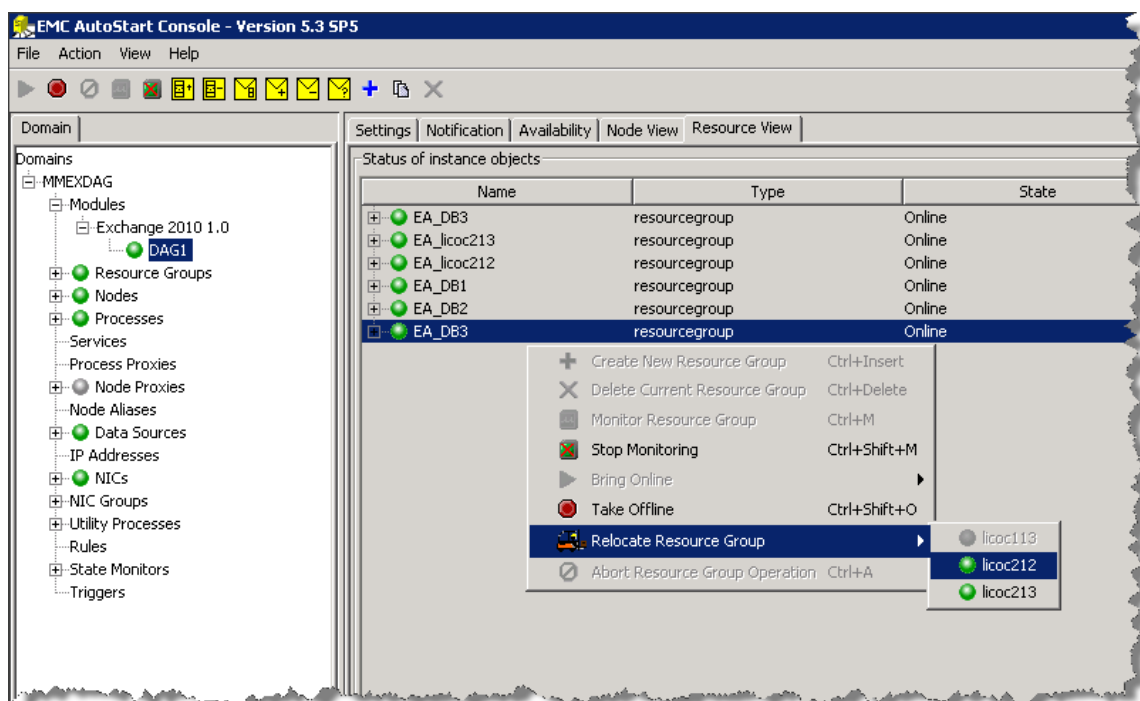 EMC AutoStart Console - Version 5.3 SP5
File Action View Help
Domain
Settings Notification Availability Node View Resource View
Domains
MMEXDAG
Modules
Exchange 2010 1.0
DAG1
Resource Groups
Nodes
Processes
Services
Process Proxies
Node Proxies
Node Aliases
Data Sources
IP Addresses
NICs
NIC Groups
Utility Processes
Rules
State Monitors
Triggers
Status of instance objects
Name Type State
EA_DB3 resourcegroup Online
EA_licoc213 resourcegroup Online
EA_licoc212 resourcegroup Online
EA_DB1 resourcegroup Online
EA_DB2 resourcegroup Online
EA_DB3 resourcegroup Online
Create New Resource Group Ctrl+Insert
Delete Current Resource Group Ctrl+Delete
Monitor Resource Group Ctrl+M
Stop Monitoring Ctrl+Shift+M
Bring Online
Take Offline Ctrl+Shift+O
Relocate Resource Group
Abort Resource Group Operation Ctrl+A
licoc113
licoc212
licoc213